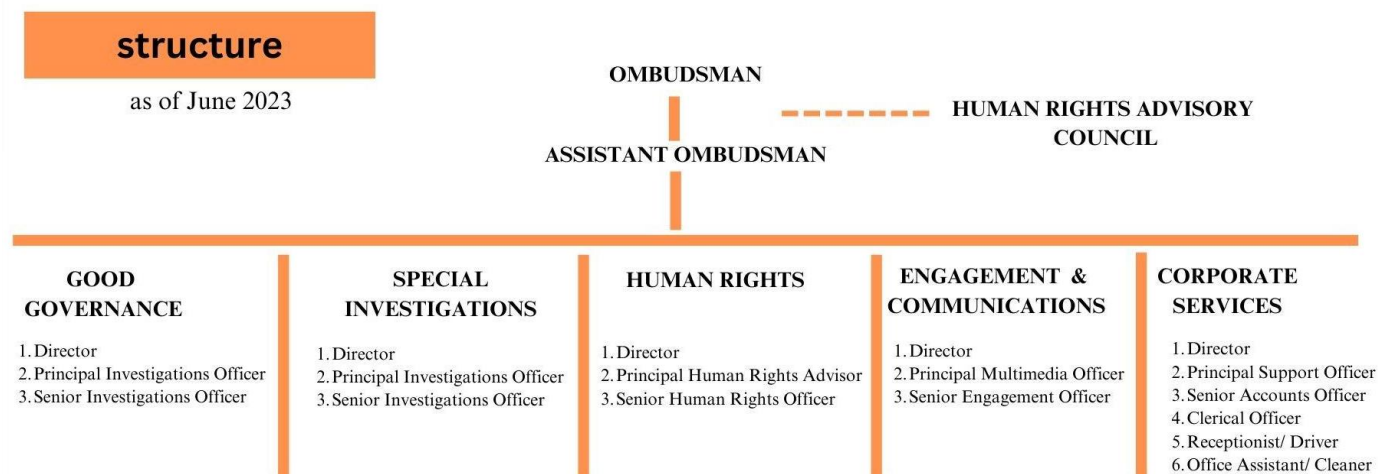 structure
as of June 2023
OMBUDSMAN
HUMAN RIGHTS ADVISORY
COUNCIL
ASSISTANT OMBUDSMAN
GOOD
GOVERNANCE
1. Director
2. Principal Investigations Officer
3. Senior Investigations Officer
SPECIAL
INVESTIGATIONS
1. Director
2. Principal Investigations Officer
3. Senior Investigations Officer
HUMAN RIGHTS
1. Director
2. Principal Human Rights Advisor
3. Senior Human Rights Officer
ENGAGEMENT &
COMMUNICATIONS
1. Director
2. Principal Multimedia Officer
3. Senior Engagement Officer
CORPORATE
SERVICES
1. Director
2. Principal Support Officer
3. Senior Accounts Officer
4. Clerical Officer
5. Receptionist/ Driver
6. Office Assistant/ Cleaner